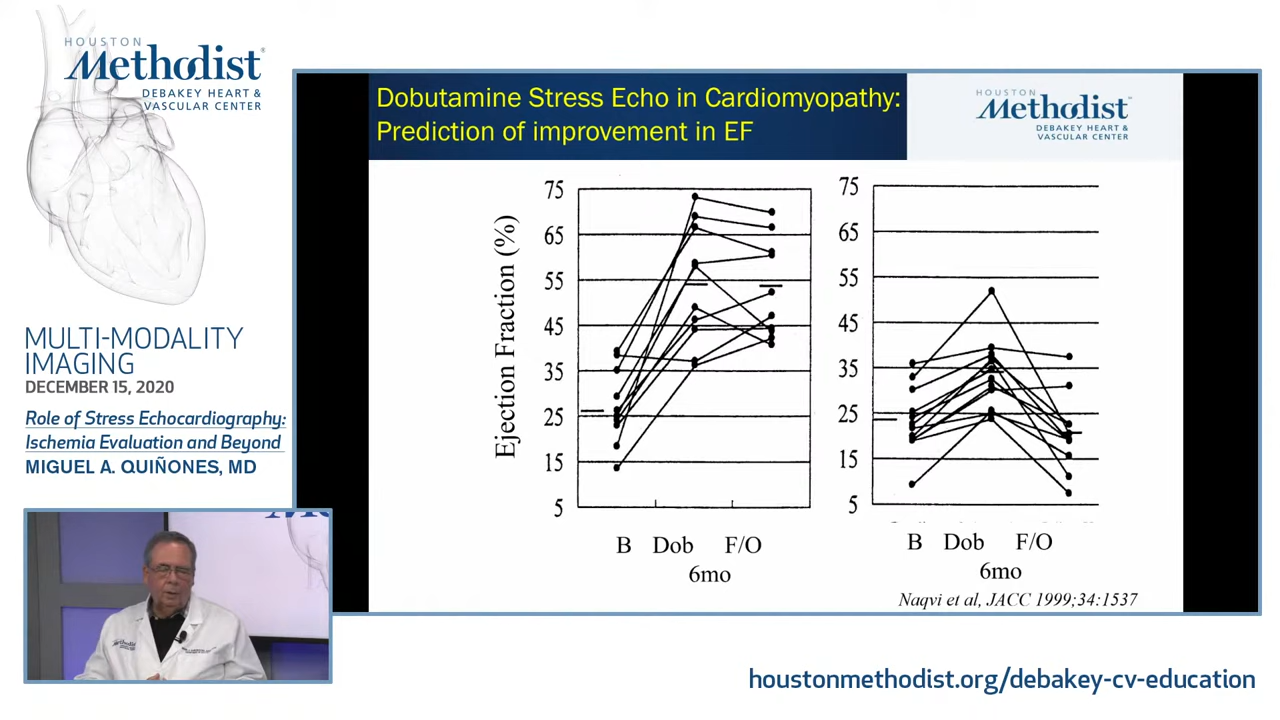 HOUSTON
Methodist
DEBAKEY HEART &
VASCULAR CENTER
MULTI-MODALITY
IMAGING
DECEMBER 15, 2020
Role of Stress Echocardiography:
Ischemia Evaluation and Beyond
MIGUEL A. QUIÑONES, MD
Dobutamine Stress Echo in Cardiomyopathy:
Prediction of improvement in EF
HOUSTON
Methodist
DEBAKEY HEART &
VASCULAR CENTER
Ejection Fraction (%)
75
65
55
45
35
25
15
5
B Dob F/O
6mo
75
65
55
45
35
25
15
5
B Dob F/O
6mo
Naqvi et al, JACC 1999;34:1537
Methodist
houstonmethodist.org/debakey-cv-education